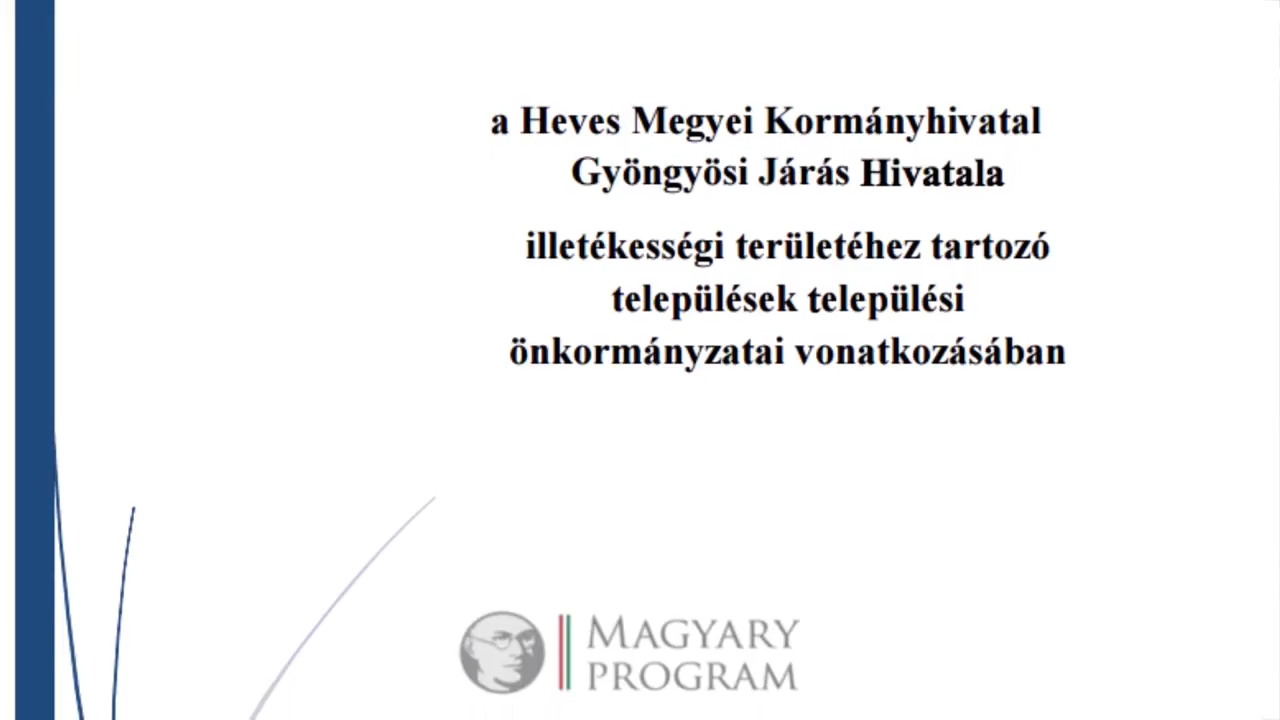 a Heves Megyei Kormányhivatal
Gyöngyösi Járás Hivatala
illetékességi területéhez tartozó
települések települési
önkormányzatai vonatkozásában
MAGYARY
PROGRAM